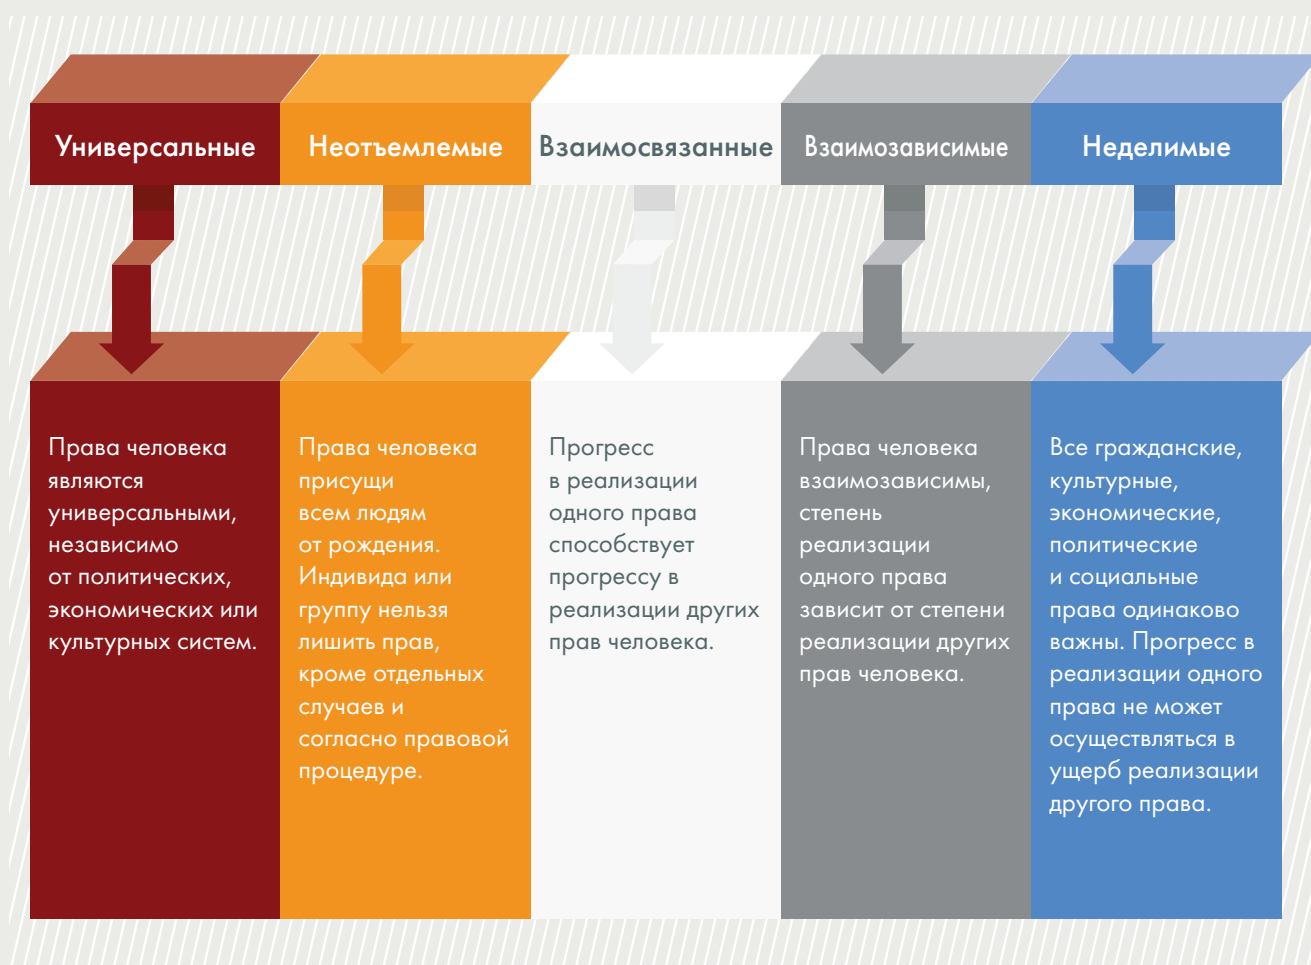 Универсальные
Неотъемлемые
Взаимосвязанные
Взаимозависимые
Неделимые
Права человека
являются
универсальными,
независимо
от политических,
экономических или
культурных систем.
Права человека
присущи
всем людям
от рождения.
Индивида или
группу нельзя
лишить прав,
кроме отдельных
случаев и
согласно правовой
процедуре.
Прогресс
в реализации
одного права
способствует
прогрессу в
реализации других
прав человека.
Права человека
взаимозависимы,
степень
реализации
одного права
зависит от степени
реализации других
прав человека.
Все гражданские,
культурные,
экономические,
политические
и социальные
права одинаково
важны. Прогресс в
реализации одного
права не может
осуществляться в
ущерб реализации
другого права.